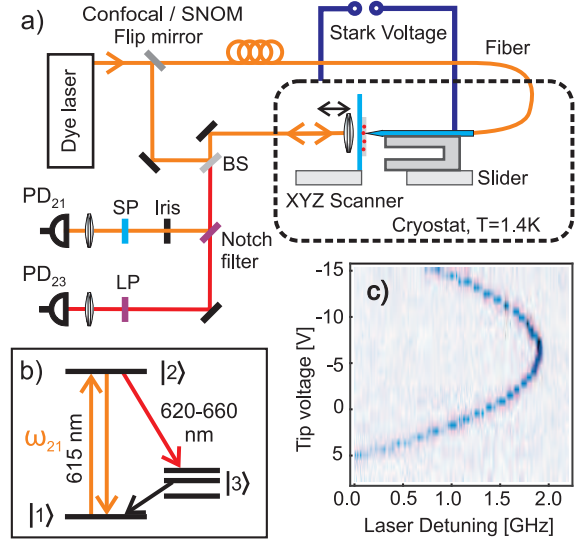 a)
Confocal / SNOM
Flip mirror
Stark Voltage
Fiber
Dye laser
BS
XYZ Scanner
Slider
Cryostat, T=1.4K
PD21
SP
Iris
Notch
filter
PD23
LP
b)
|2⟩
ω21
615 nm
620-660
nm
|3⟩
|1⟩
c)
Tip voltage [V]
-15
-10
-5
0
5
0.0
0.5
1.0
1.5
2.0
Laser Detuning [GHz]